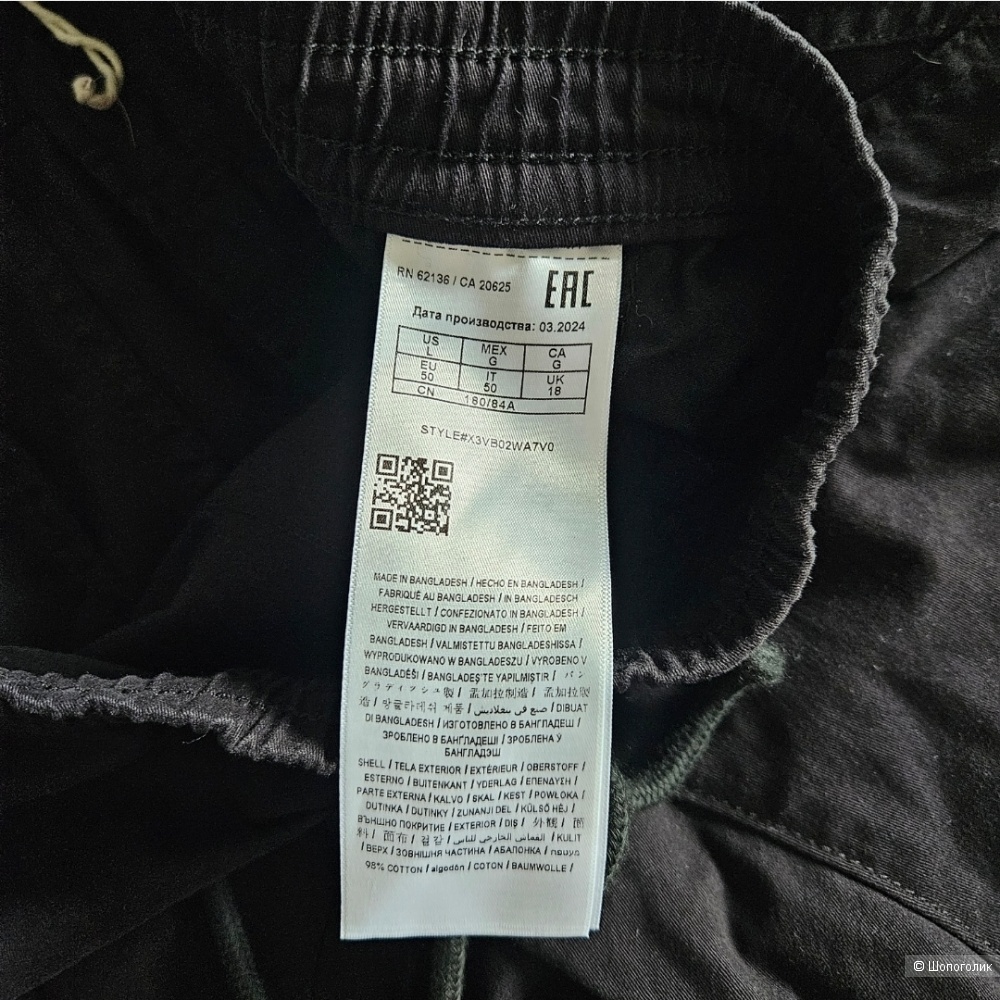 RN 62136 / CA 20625
EAC
Дата производства: 03.2024
US MEX CA
L G G
EU IT UK
50 50 18
CN 180/84A
STYLE#X3VB02WA7V0
MADE IN BANGLADESH / HECHO EN BANGLADESH /
FABRIQUÉ AU BANGLADESH / IN BANGLADESCH
HERGESTELLT / CONFEZIONATO IN BANGLADESH /
VERVAARDIGD IN BANGLADESH / FEITO EM
BANGLADESH / VALMISTETTU BANGLADESHISSA /
WYPRODUKOWANO W BANGLADESZU / VYROBENO V
BANGLADÉŠI / BANGLADEŞ'TE YAPILMIŞTIR / バン
グラディッシュ製 / 孟加拉制造 / 孟加拉製
造 / 방글라데쉬 제품 / صنع في بنغلاديش / DIBUAT
DI BANGLADESH / ИЗГОТОВЛЕНО В БАНГЛАДЕШ /
ЗРОБЛЕНО В БАНГЛАДЕШІ / ЗРОБЛЕНА Ў
БАНГЛАДЭШ
SHELL / TELA EXTERIOR / EXTÉRIEUR / OBERSTOFF /
ESTERNO / BUITENKANT / YDERLAG / ΕΠΕΝΔΥΣΗ /
PARTE EXTERNA / KALVO / SKAL / KEST / POWŁOKA /
DUTINKA / DUTINKY / ZUNANJI DEL / KÜLSŐ HÉJ /
ВЪНШНО ПОКРИТИЕ / EXTERIOR / DIŞ / 外観 / 面
料 / 面布 / 겉감 / القماش الخارجي للباس / KULIT
/ ВЕРХ / ЗОВНІШНЯ ЧАСТИНА / АБАЛОНКА /
98% COTTON / algodón / COTON / BAUMWOLLE /
© Шопоголик